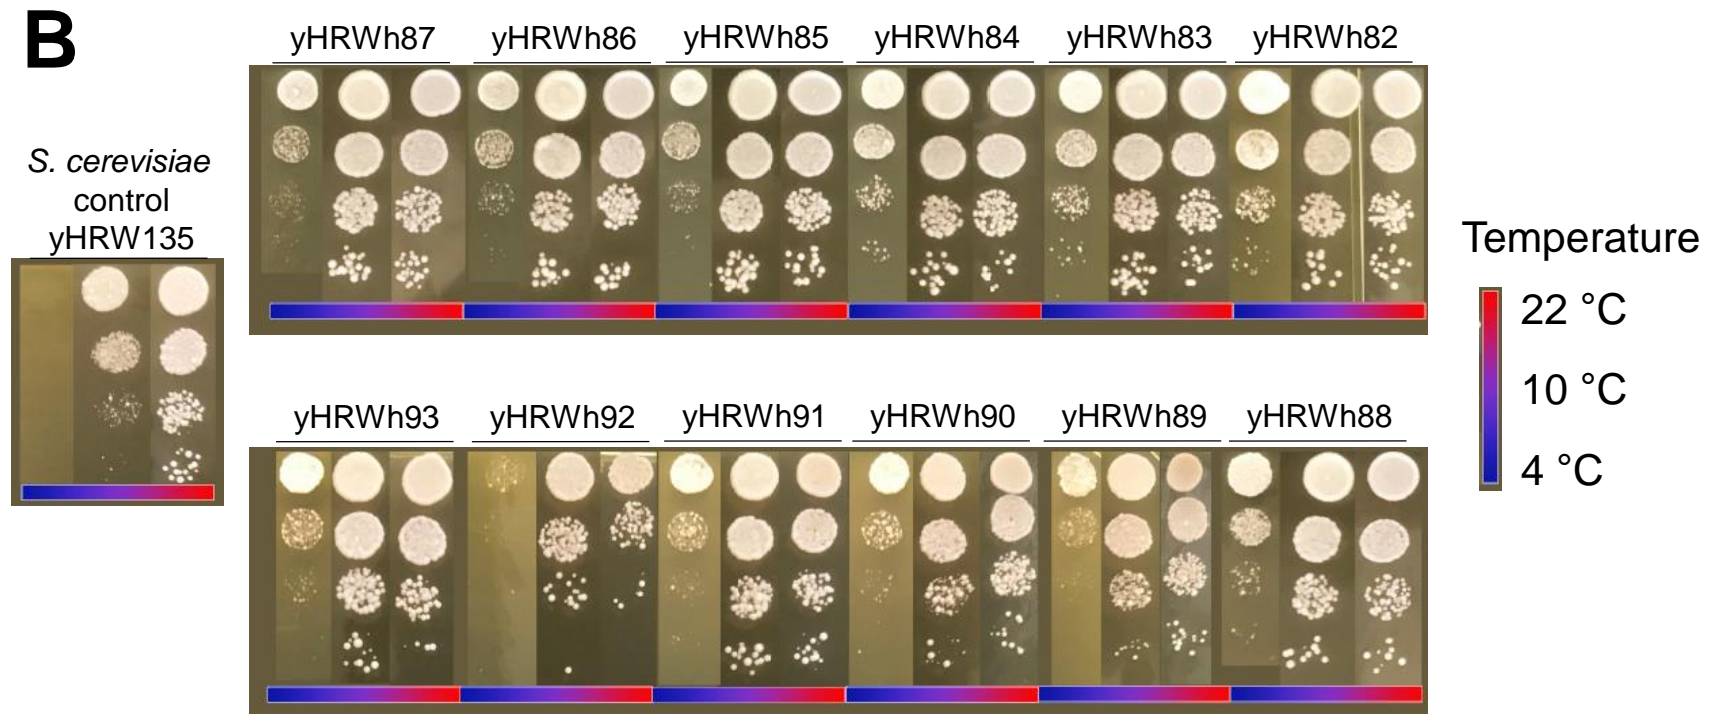 B
yHRWh87 yHRWh86 yHRWh85 yHRWh84 yHRWh83 yHRWh82
S. cerevisiae
control
yHRW135
Temperature
22 °C
10 °C
4 °C
yHRWh93 yHRWh92 yHRWh91 yHRWh90 yHRWh89 yHRWh88